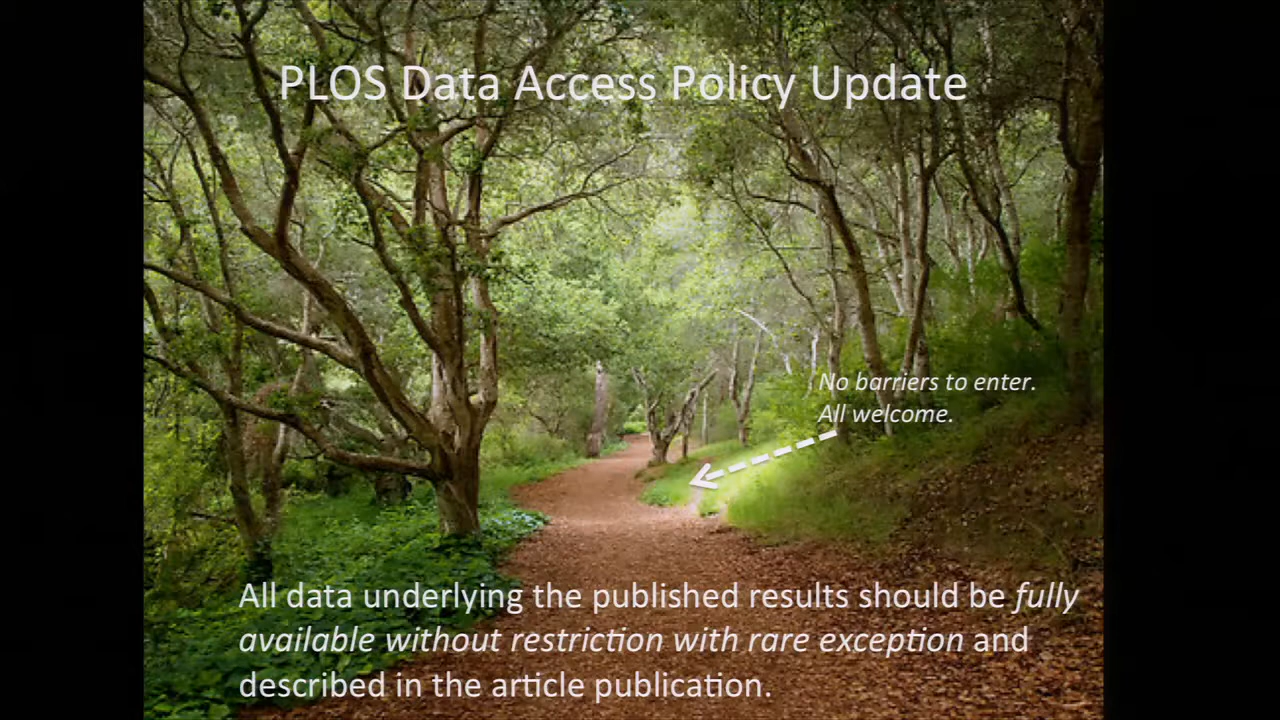 PLOS Data Access Policy Update
No barriers to enter.
All welcome.
All data underlying the published results should be fully
available without restriction with rare exception and
described in the article publication.